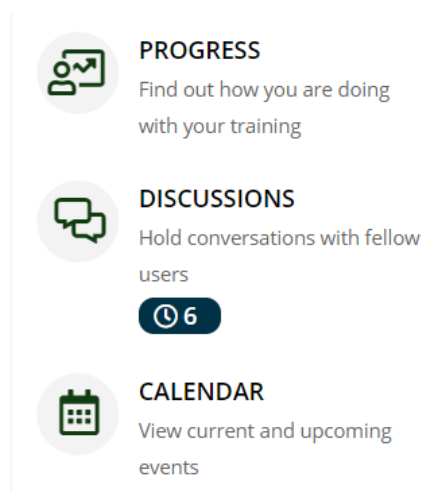 PROGRESS
Find out how you are doing
with your training
DISCUSSIONS
Hold conversations with fellow
users
6
CALENDAR
View current and upcoming
events